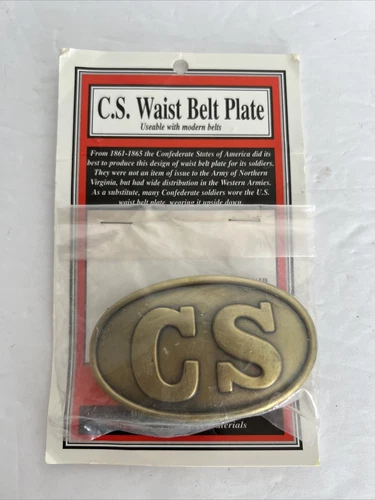 C.S. Waist Belt Plate
Useable with modern belts
From 1861-1865 the Confederate States of America did its
best to produce this design of waist belt plate for its soldiers.
They were not an item of issue to the Army of Northern
Virginia, but had wide distribution in the Western Armies.
As a substitute, many Confederate soldiers wore the U.S.
waist belt plate, wearing it upside down.
CS